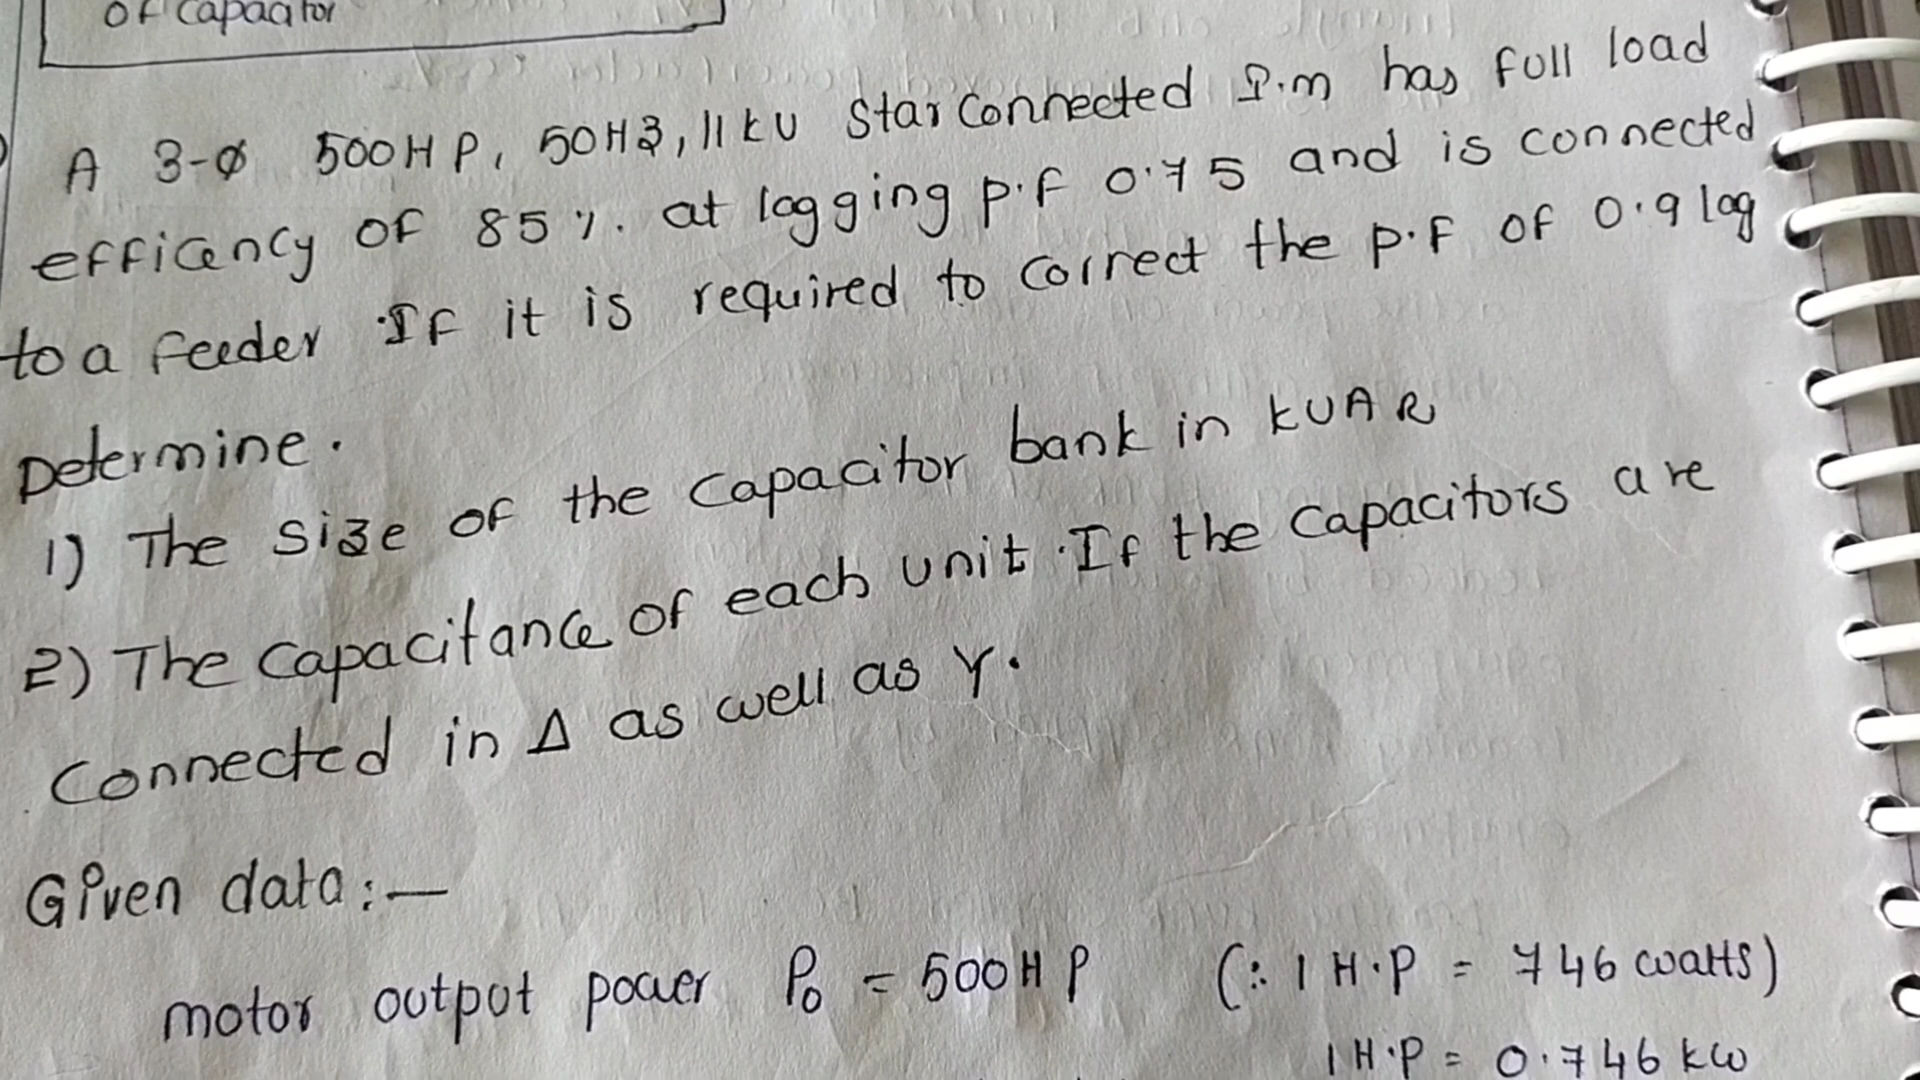 of capacitor
A 3-ø 500HP, 50HZ, 11kV Star connected I.m has full load
efficency of 85%. at lagging p.f 0.75 and is connected
to a feeder. If it is required to correct the p.f of 0.9 lag
Determine.
1) The size of the capacitor bank in kVAR
2) The capacitance of each unit. If the capacitors are
connected in Δ as well as Y.
Given data:—
motor output power P₀ = 500HP (∵ 1 H.P = 746 watts)
1 H.P = 0.746 kw